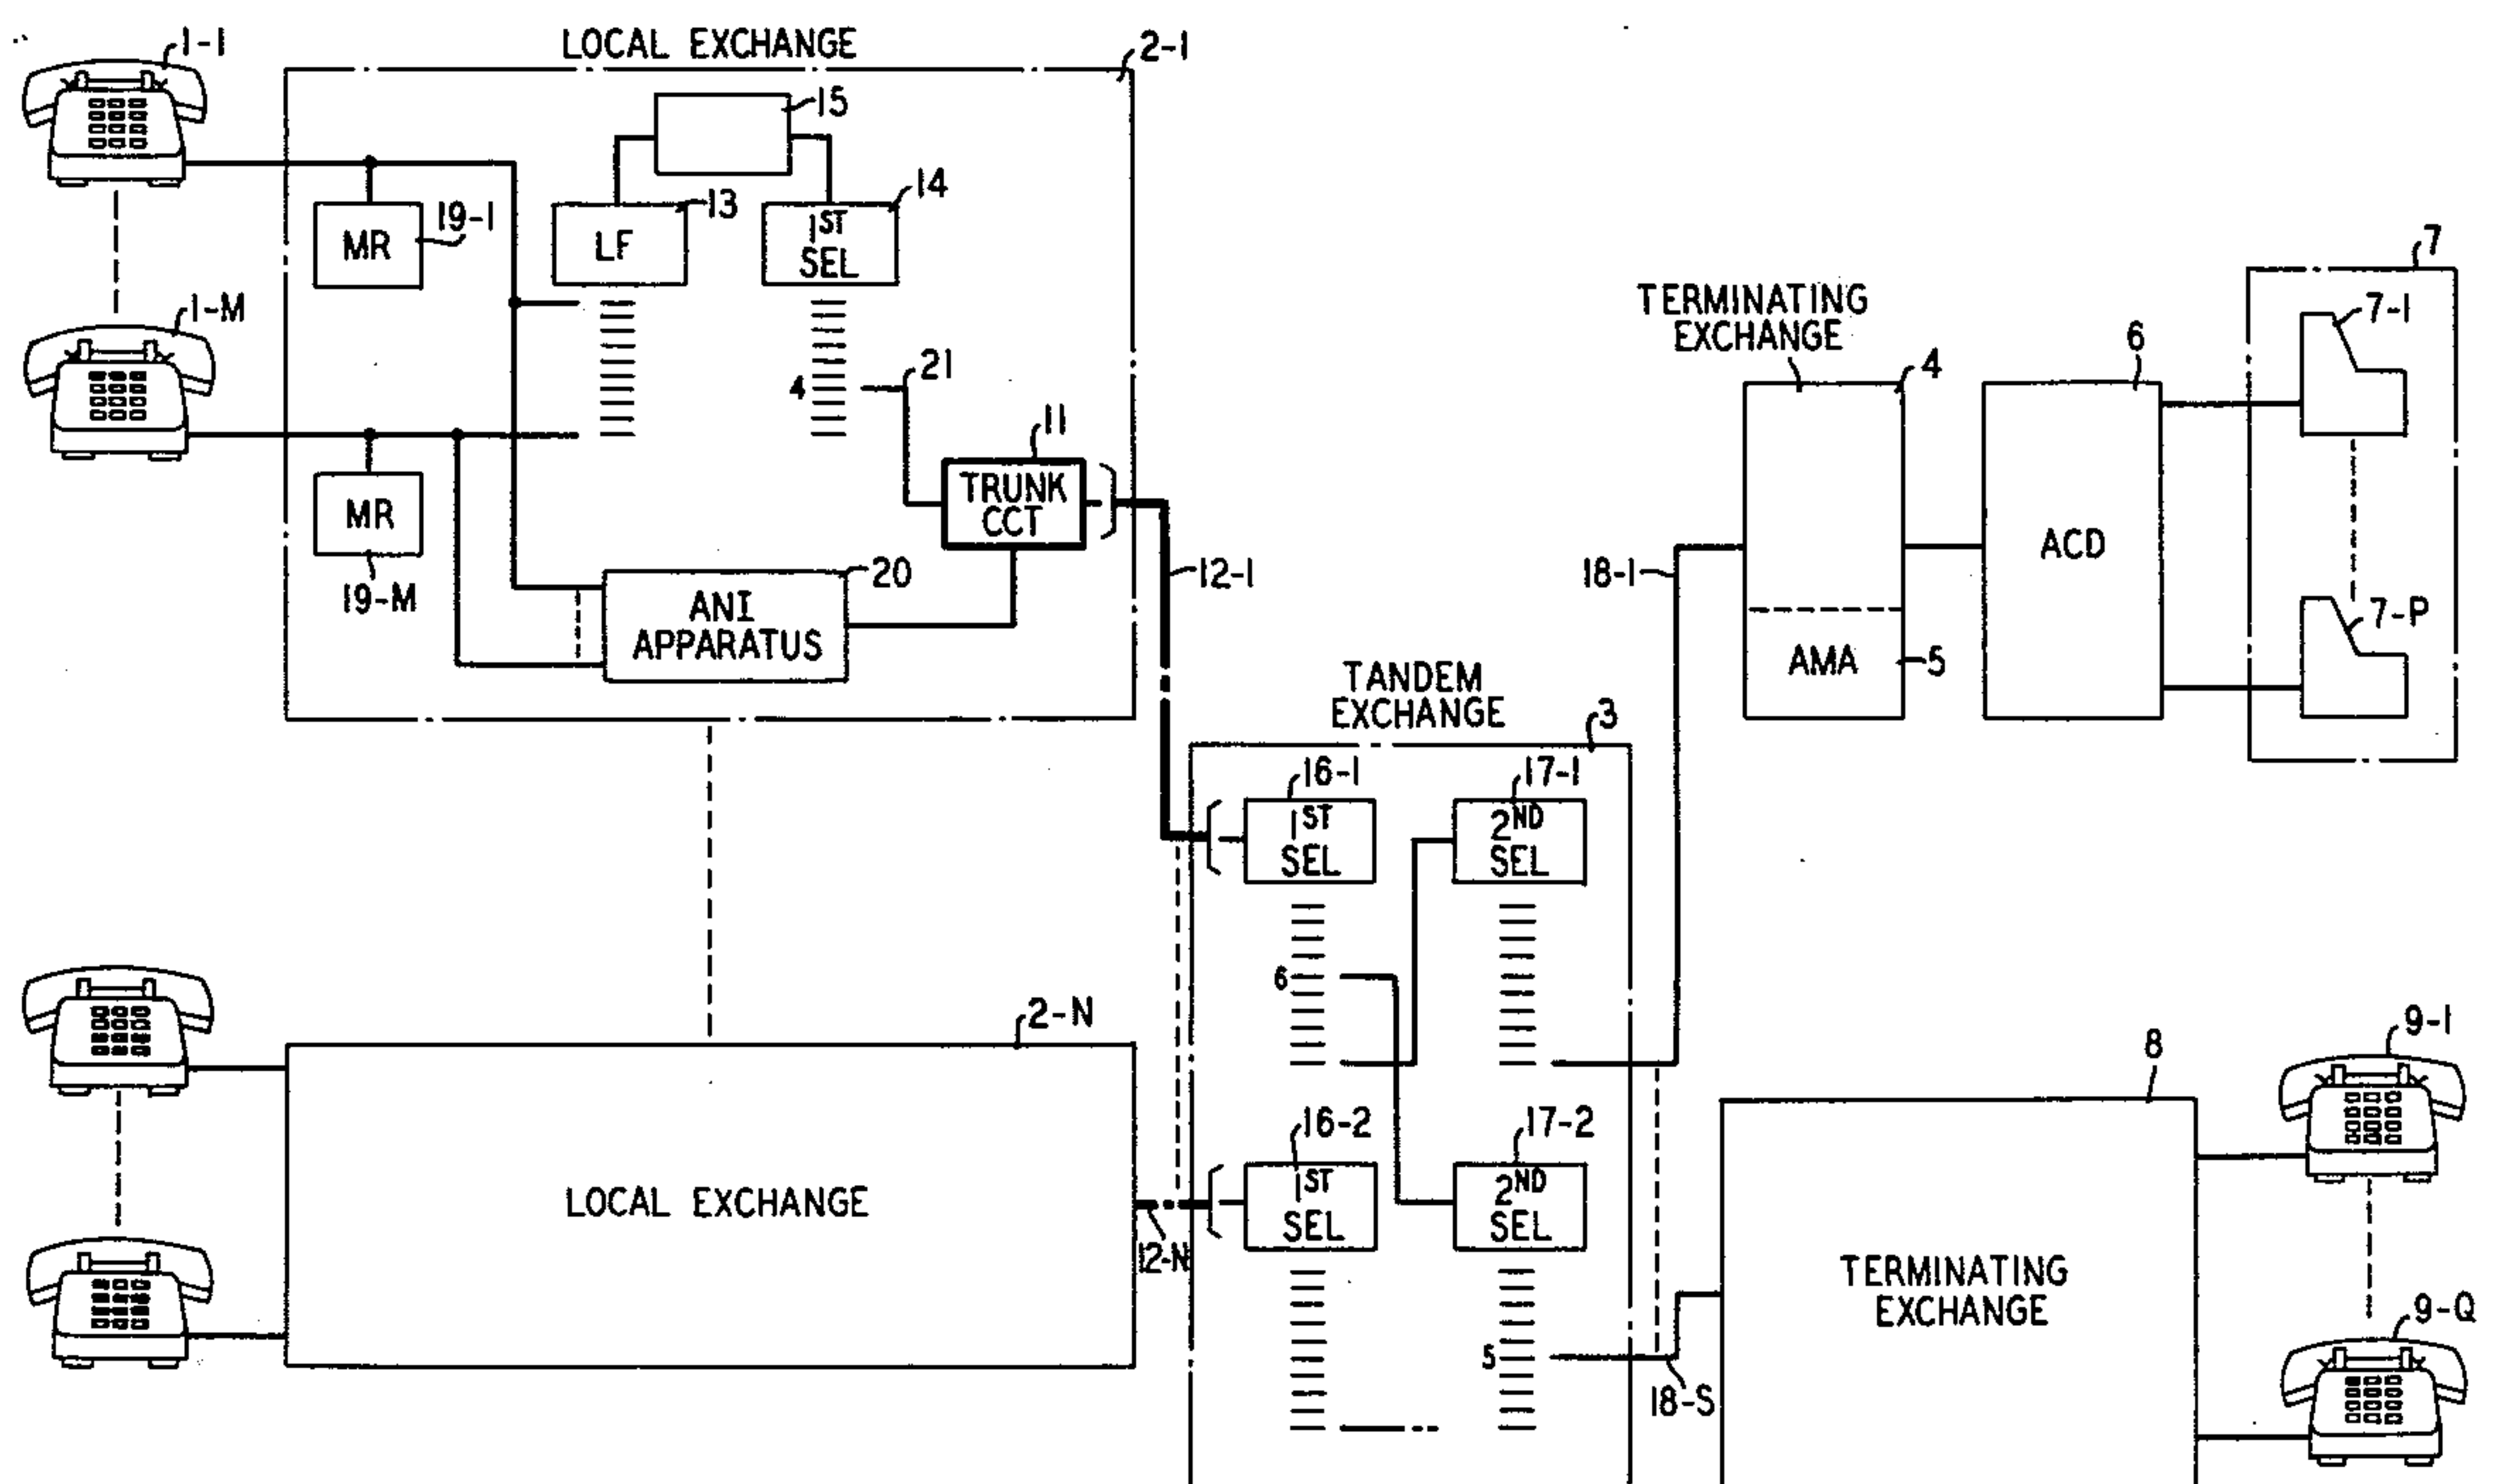 1-1
LOCAL EXCHANGE
2-1
15
14
13
1ST
SEL
LF
MR
19-1
1-M
4
21
11
TRUNK
CCT
MR
19-M
20
ANI
APPARATUS
12-1
TERMINATING
EXCHANGE
4
6
7
7-1
ACD
18-1
AMA
5
7-P
TANDEM
EXCHANGE
3
16-1
17-1
1ST
SEL
2ND
SEL
6
16-2
17-2
1ST
SEL
2ND
SEL
5
2-N
LOCAL EXCHANGE
12-N
18-S
8
9-1
TERMINATING
EXCHANGE
9-Q